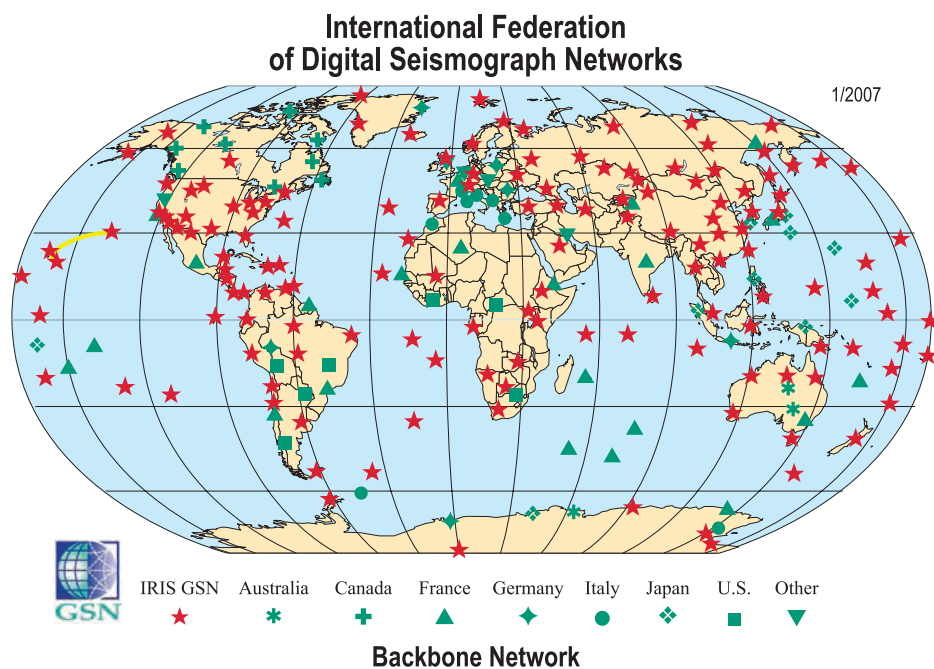 International Federation
of Digital Seismograph Networks
1/2007
IRIS GSN Australia Canada France Germany Italy Japan U.S. Other
GSN
Backbone Network